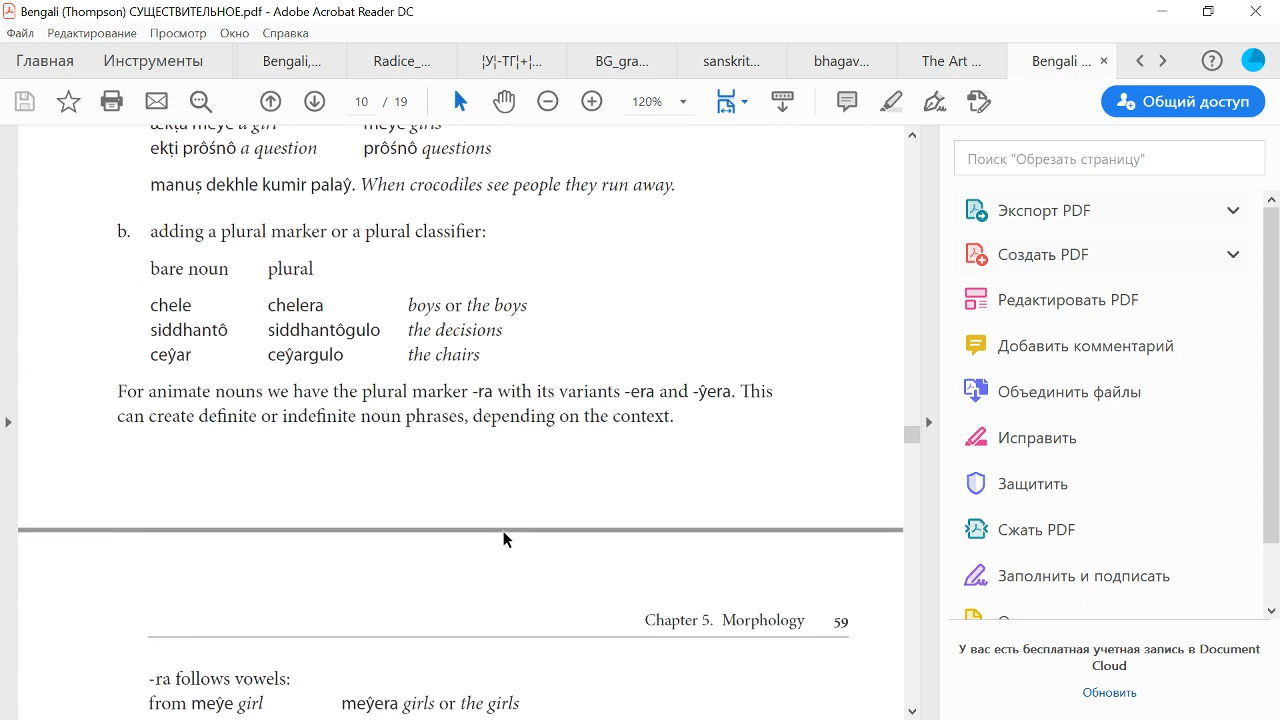 Bengali (Thompson) СУЩЕСТВИТЕЛЬНОЕ.pdf - Adobe Acrobat Reader DC
Файл Редактирование Просмотр Окно Справка
Главная Инструменты Bengali,... Radice_... ¦У¦-ТГ¦+¦... BG_gra... sanskrit... bhagav... The Art ... Bengali ... ×
10 / 19 120% Общий доступ
ekṭi prôśnô a question prôśnô questions
manuṣ dekhle kumir palaŷ. When crocodiles see people they run away.
b. adding a plural marker or a plural classifier:
bare noun plural
chele chelera boys or the boys
siddhantô siddhantôgulo the decisions
ceŷar ceŷargulo the chairs
For animate nouns we have the plural marker -ra with its variants -era and -ŷera. This
can create definite or indefinite noun phrases, depending on the context.
Chapter 5. Morphology 59
-ra follows vowels:
from meŷe girl meŷera girls or the girls
Поиск "Обрезать страницу"
Экспорт PDF
Создать PDF
Редактировать PDF
Добавить комментарий
Объединить файлы
Исправить
Защитить
Сжать PDF
Заполнить и подписать
У вас есть бесплатная учетная запись в Document
Cloud
Обновить